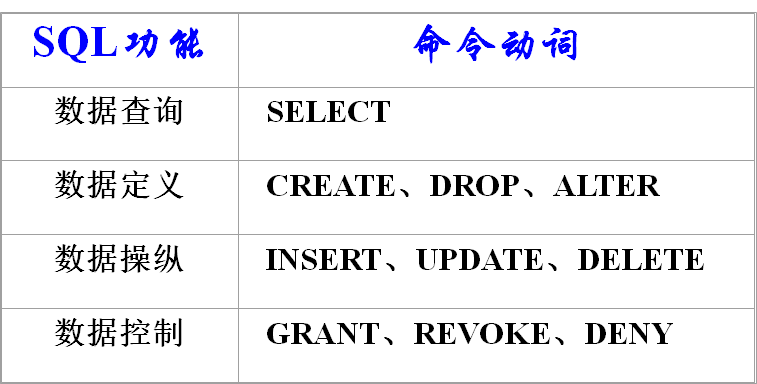 SQL功能 命令动词
数据查询 SELECT
数据定义 CREATE、DROP、ALTER
数据操纵 INSERT、UPDATE、DELETE
数据控制 GRANT、REVOKE、DENY